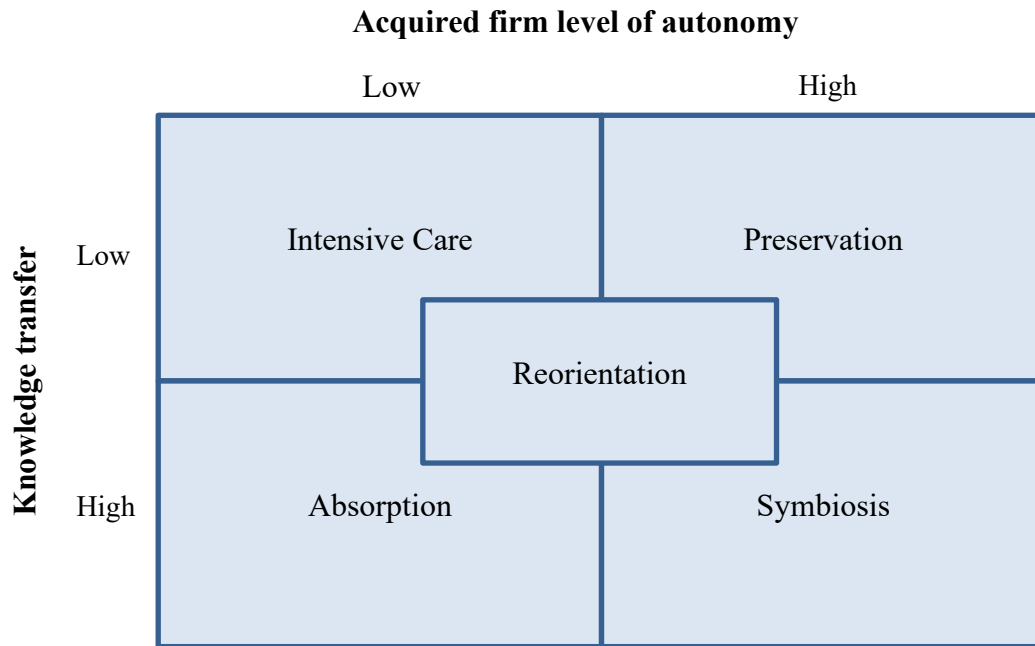 Acquired firm level of autonomy
Low
High
Knowledge transfer
Low
Intensive Care
Preservation
Reorientation
High
Absorption
Symbiosis